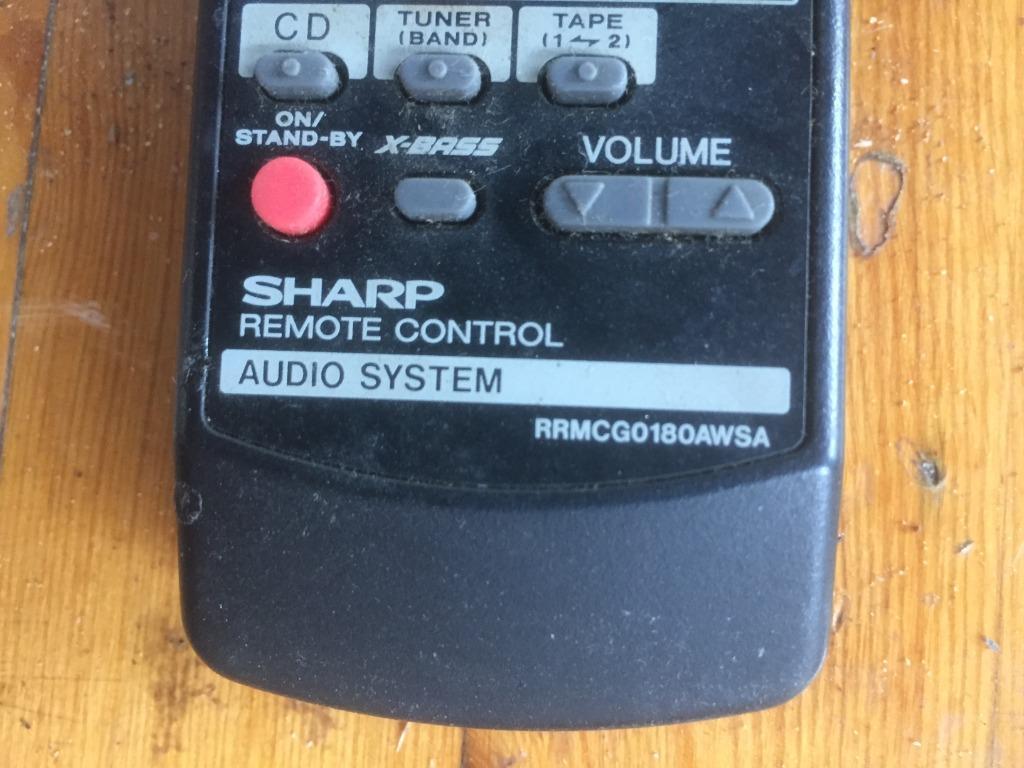 CD
TUNER
(BAND)
TAPE
(1 ⇆ 2)
ON/
STAND-BY
X-BASS
VOLUME
SHARP
REMOTE CONTROL
AUDIO SYSTEM
RRMCG0180AWSA